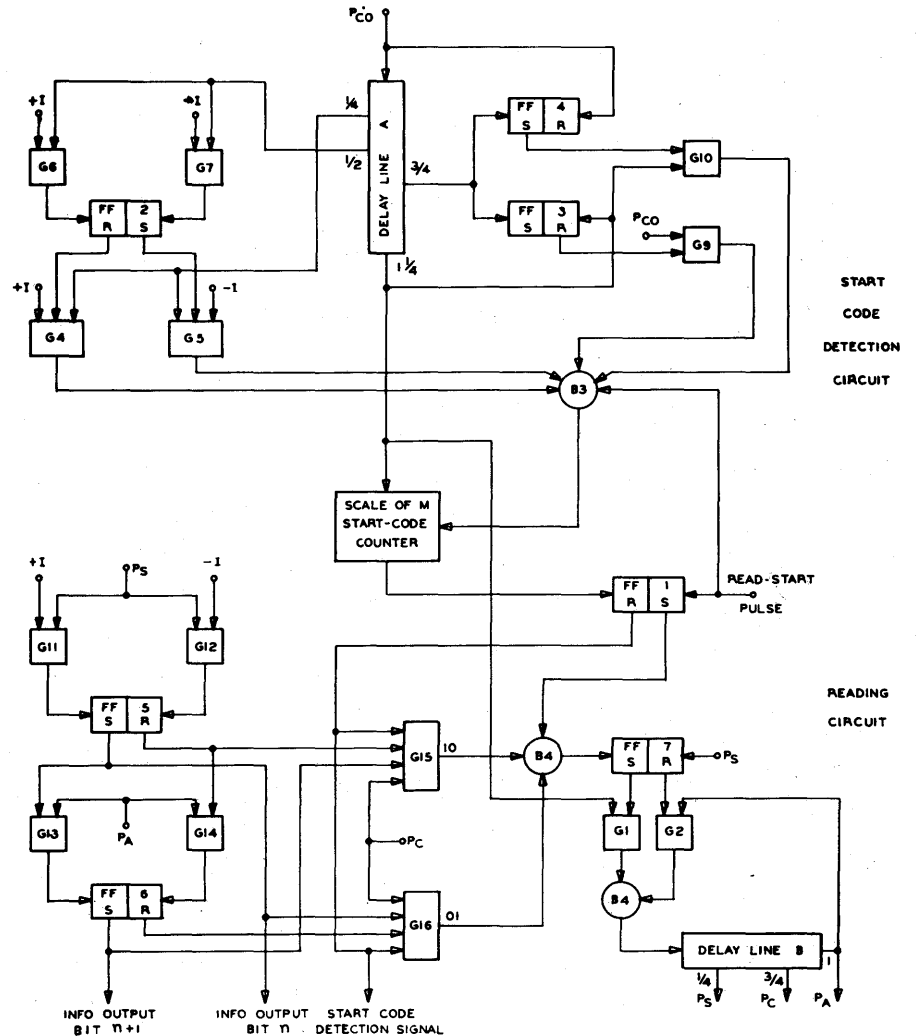 PCO
+I
+I
1/4
1/2
DELAY LINE A
3/4
1 1/4
FF 4
S R
G6
G7
G10
FF 2
R S
FF 3
S R
PCO
G9
+I
-I
G4
G5
START
CODE
DETECTION
CIRCUIT
B3
SCALE OF M
START-CODE
COUNTER
+I
PS
-I
FF 1
R S
READ-START
PULSE
G11
G12
READING
CIRCUIT
FF 5
S R
G15
10
B4
FF 7
S R
PS
G13
PA
G14
PC
G1
G2
FF 6
S R
G16
01
B4
DELAY LINE B
1
1/4
3/4
PS
PC
PA
INFO OUTPUT
BIT n+1
INFO OUTPUT
BIT n
START CODE
DETECTION SIGNAL